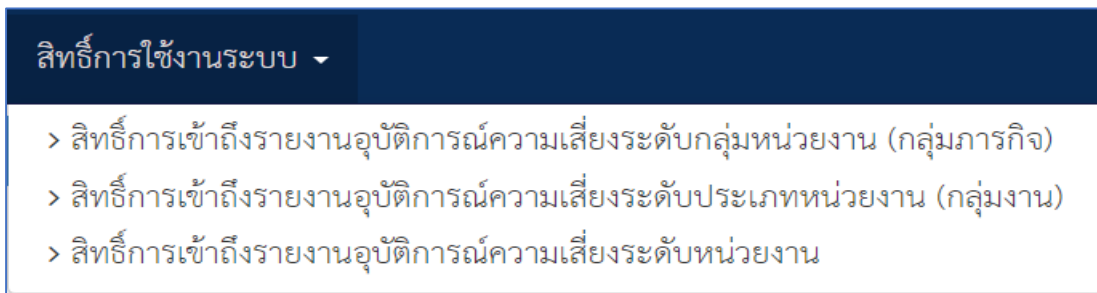 สิทธิ์การใช้งานระบบ
> สิทธิ์การเข้าถึงรายงานอุบัติการณ์ความเสี่ยงระดับกลุ่มหน่วยงาน (กลุ่มภารกิจ)
> สิทธิ์การเข้าถึงรายงานอุบัติการณ์ความเสี่ยงระดับประเภทหน่วยงาน (กลุ่มงาน)
> สิทธิ์การเข้าถึงรายงานอุบัติการณ์ความเสี่ยงระดับหน่วยงาน